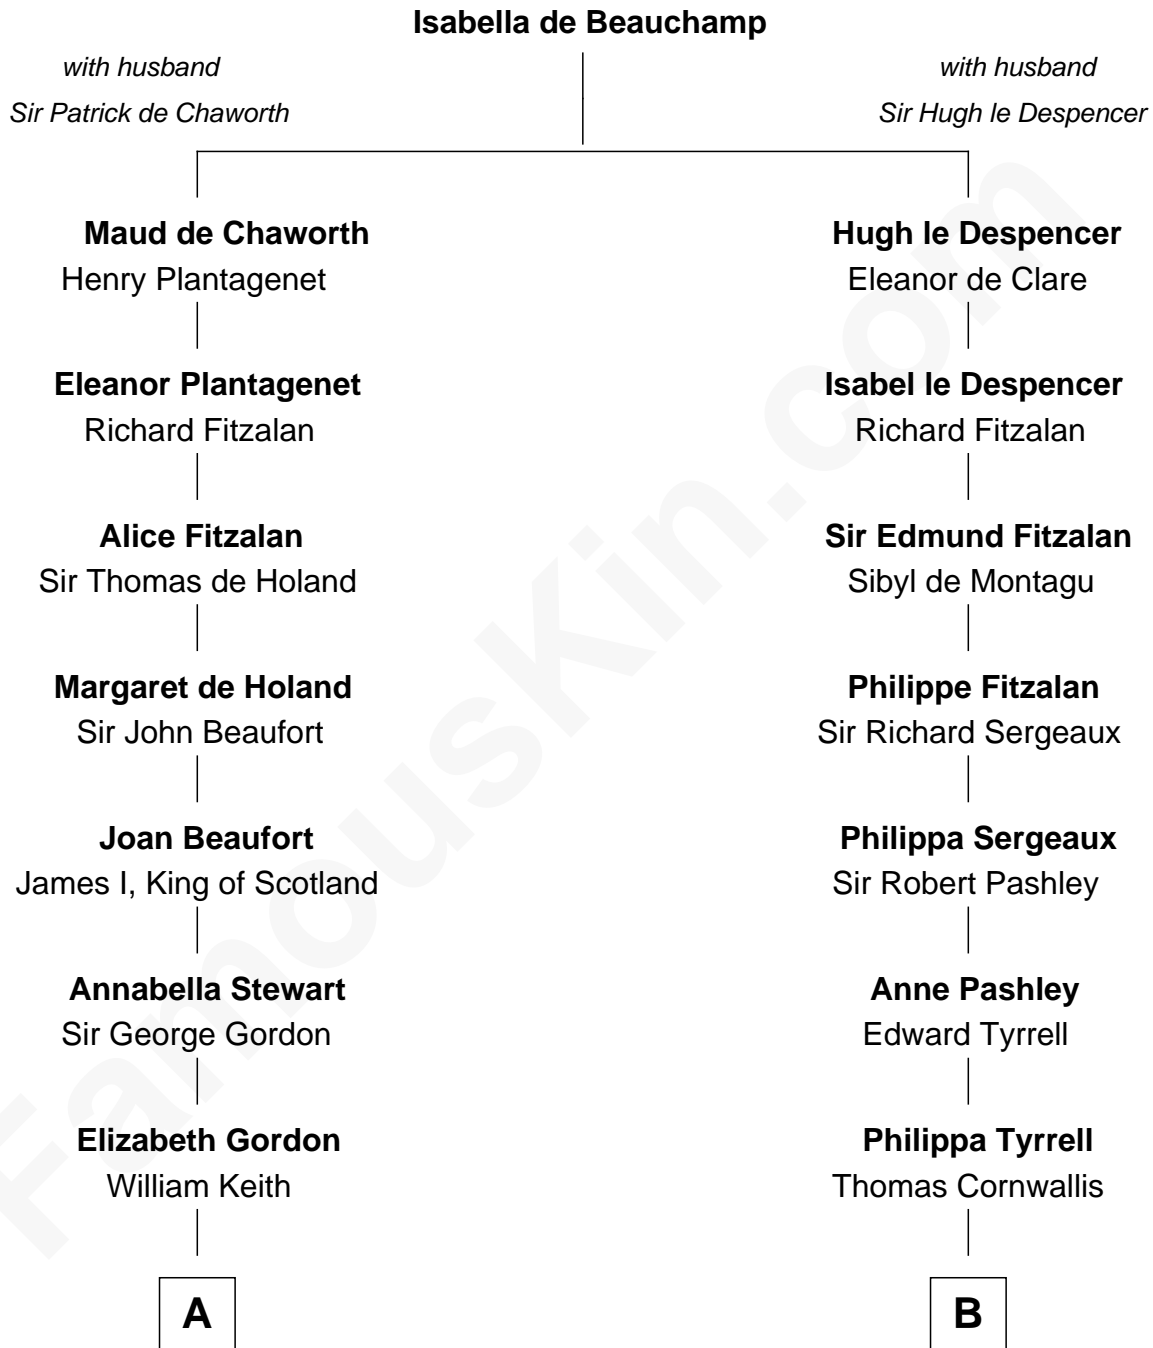 Isabella de Beauchamp
with husband
Sir Patrick de Chaworth
with husband
Sir Hugh le Despencer
Maud de Chaworth
Henry Plantagenet
Hugh le Despencer
Eleanor de Clare
Eleanor Plantagenet
Richard Fitzalan
Isabel le Despencer
Richard Fitzalan
Alice Fitzalan
Sir Thomas de Holand
Sir Edmund Fitzalan
Sibyl de Montagu
Margaret de Holand
Sir John Beaufort
Philippe Fitzalan
Sir Richard Sergeaux
Joan Beaufort
James I, King of Scotland
Philippa Sergeaux
Sir Robert Pashley
Annabella Stewart
Sir George Gordon
Anne Pashley
Edward Tyrrell
Elizabeth Gordon
William Keith
Philippa Tyrrell
Thomas Cornwallis
A
B
FamousKin.com